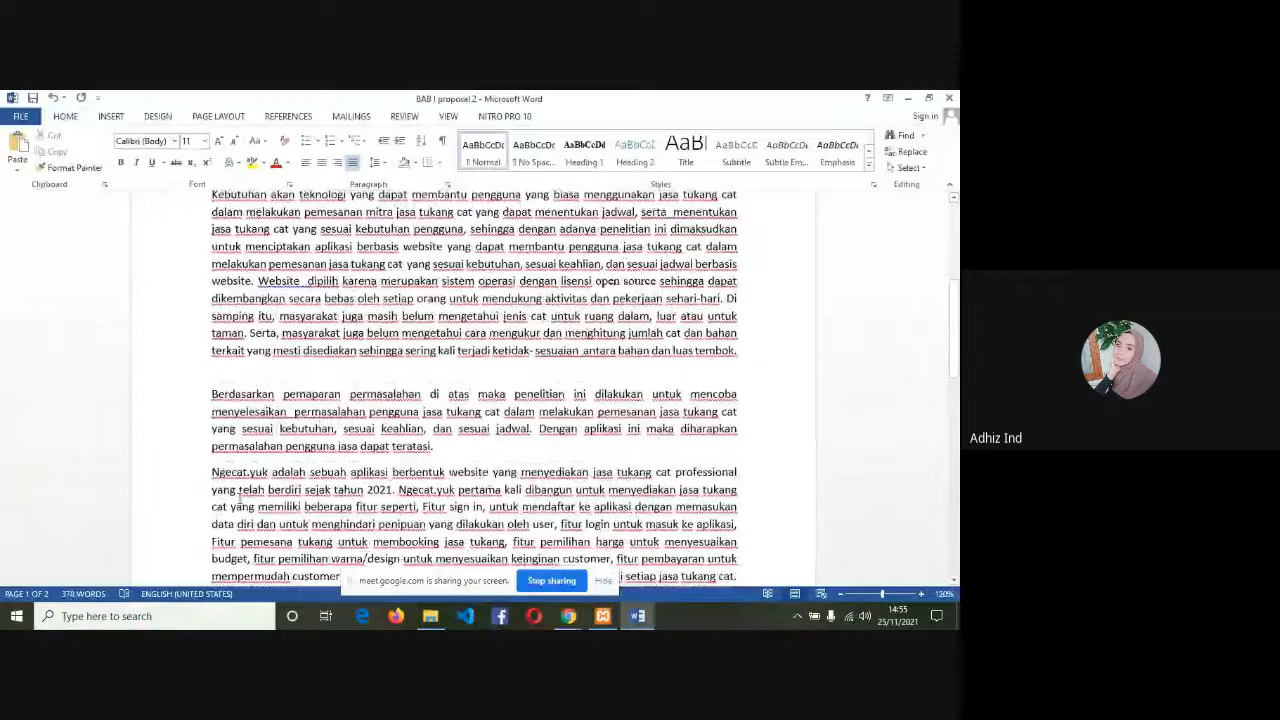 BAB I proposal.2 - Microsoft Word
Sign in
FILE HOME INSERT DESIGN PAGE LAYOUT REFERENCES MAILINGS REVIEW VIEW NITRO PRO 10
Paste
Cut
Copy
Format Painter
Calibri (Body) 11
AaBbCcDc AaBbCcDc AaBbCcDc AaBbCcC AaBl AaBbCcDc AaBbCcDc AaBbCcDc
¶ Normal ¶ No Spac... Heading 1 Heading 2 Title Subtitle Subtle Em... Emphasis
Find
Replace
Select
Clipboard Font Paragraph Styles Editing
Kebutuhan akan teknologi yang dapat membantu pengguna yang biasa menggunakan jasa tukang cat
dalam melakukan pemesanan mitra jasa tukang cat yang dapat menentukan jadwal, serta menentukan
jasa tukang cat yang sesuai kebutuhan pengguna, sehingga dengan adanya penelitian ini dimaksudkan
untuk menciptakan aplikasi berbasis website yang dapat membantu pengguna jasa tukang cat dalam
melakukan pemesanan jasa tukang cat yang sesuai kebutuhan, sesuai keahlian, dan sesuai jadwal berbasis
website. Website dipilih karena merupakan sistem operasi dengan lisensi open source sehingga dapat
dikembangkan secara bebas oleh setiap orang untuk mendukung aktivitas dan pekerjaan sehari-hari. Di
samping itu, masyarakat juga masih belum mengetahui jenis cat untuk ruang dalam, luar atau untuk
taman. Serta, masyarakat juga belum mengetahui cara mengukur dan menghitung jumlah cat dan bahan
terkait yang mesti disediakan sehingga sering kali terjadi ketidak- sesuaian antara bahan dan luas tembok.
Berdasarkan pemaparan permasalahan di atas maka penelitian ini dilakukan untuk mencoba
menyelesaikan permasalahan pengguna jasa tukang cat dalam melakukan pemesanan jasa tukang cat
yang sesuai kebutuhan, sesuai keahlian, dan sesuai jadwal. Dengan aplikasi ini maka diharapkan
permasalahan pengguna jasa dapat teratasi.
Ngecat.yuk adalah sebuah aplikasi berbentuk website yang menyediakan jasa tukang cat professional
yang telah berdiri sejak tahun 2021. Ngecat.yuk pertama kali dibangun untuk menyediakan jasa tukang
cat yang memiliki beberapa fitur seperti, Fitur sign in, untuk mendaftar ke aplikasi dengan memasukan
data diri dan untuk menghindari penipuan yang dilakukan oleh user, fitur login untuk masuk ke aplikasi,
Fitur pemesana tukang untuk membooking jasa tukang, fitur pemilihan harga untuk menyesuaikan
budget, fitur pemilihan warna/design untuk menyesuaikan keinginan customer, fitur pembayaran untuk
mempermudah customer i setiap jasa tukang cat.
meet.google.com is sharing your screen. Stop sharing Hide
PAGE 1 OF 2 378 WORDS ENGLISH (UNITED STATES) 120%
Type here to search
14:55
25/11/2021
Adhiz Ind